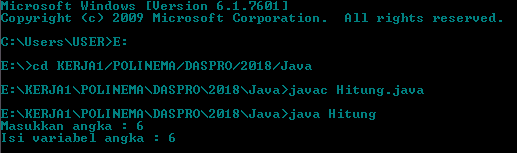 Microsoft Windows [Version 6.1.7601]
Copyright (c) 2009 Microsoft Corporation.  All rights reserved.
C:\Users\USER>E:
E:\>cd KERJA1/POLINEMA/DASPRO/2018/Java
E:\KERJA1\POLINEMA\DASPRO\2018\Java>javac Hitung.java
E:\KERJA1\POLINEMA\DASPRO\2018\Java>java Hitung
Masukkan angka : 6
Isi variabel angka : 6